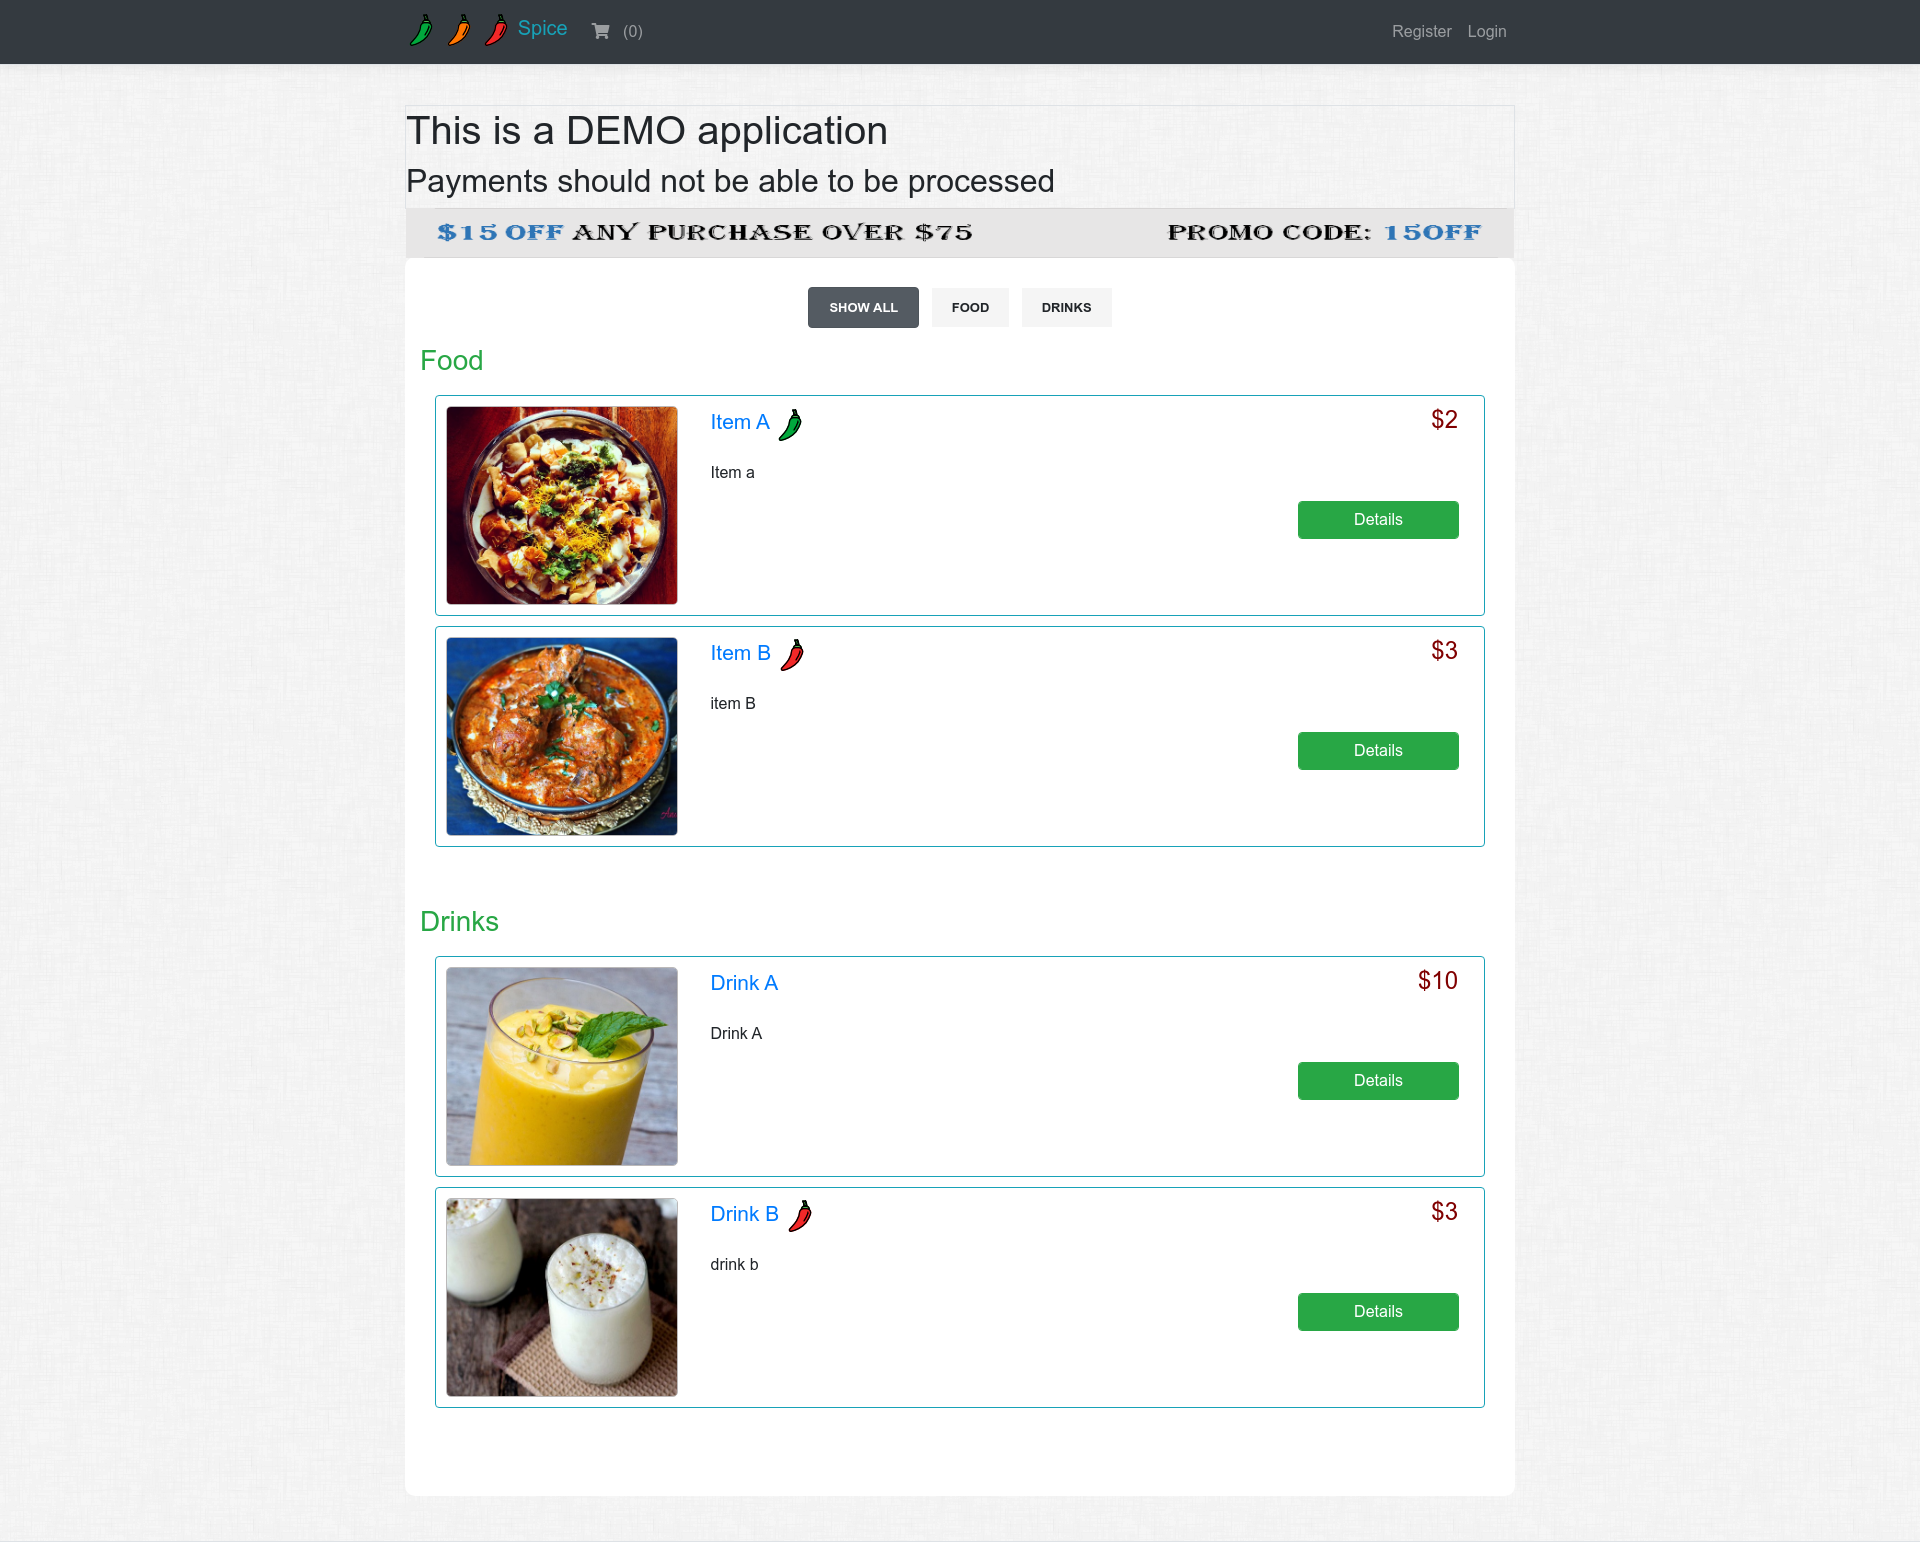 Spice (0) Register Login
This is a DEMO application
Payments should not be able to be processed
$15 OFF ANY PURCHASE OVER $75 PROMO CODE: 15OFF
SHOW ALL FOOD DRINKS
Food
Item A $2
Item a
Details
Item B $3
item B
Details
Drinks
Drink A $10
Drink A
Details
Drink B $3
drink b
Details